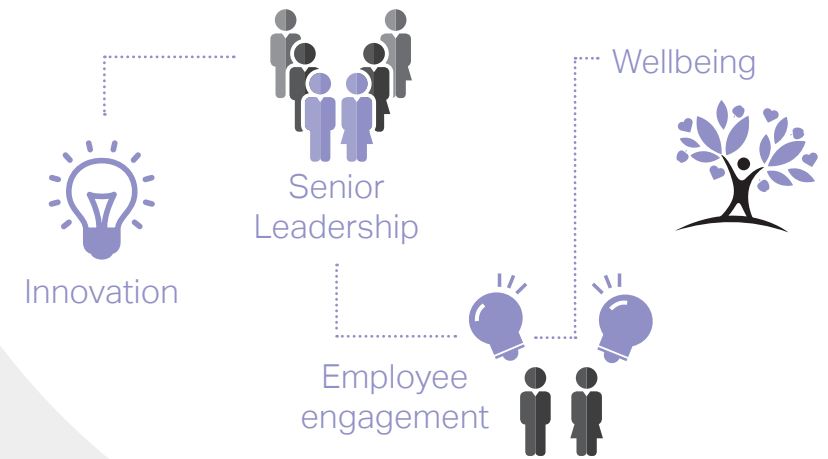 Wellbeing
Senior
Leadership
Innovation
Employee
engagement